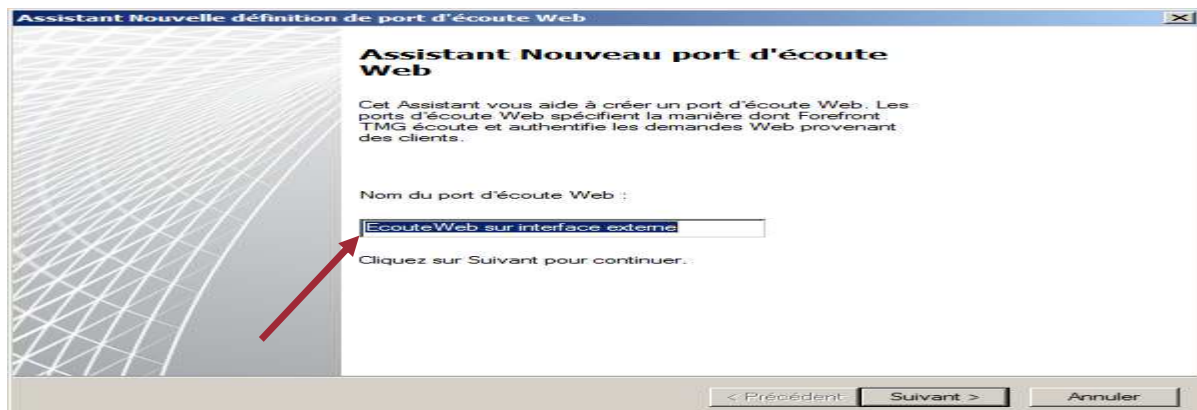 Assistant Nouvelle définition de port d'écoute Web
Assistant Nouveau port d'écoute
Web
Cet Assistant vous aide à créer un port d'écoute Web. Les
ports d'écoute Web spécifient la manière dont Forefront
TMG écoute et authentifie les demandes Web provenant
des clients.
Nom du port d'écoute Web :
EcouteWeb sur interface externe
Cliquez sur Suivant pour continuer.
< Précédent Suivant > Annuler